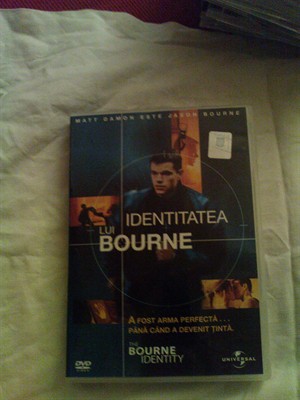 MATT DAMON ESTE JASON BOURNE
IDENTITATEA
LUI
BOURNE
A FOST ARMA PERFECTĂ...
PÂNĂ CÂND A DEVENIT ȚINTĂ.
THE
BOURNE
IDENTITY
DVD
UNIVERSAL